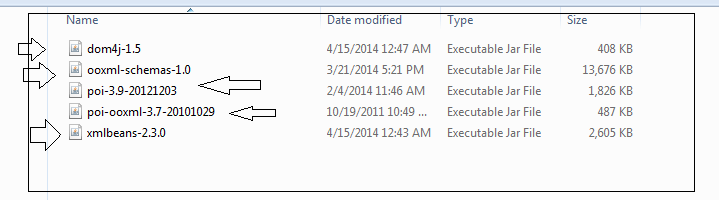 Name Date modified Type Size
dom4j-1.5 4/15/2014 12:47 AM Executable Jar File 408 KB
ooxml-schemas-1.0 3/21/2014 5:21 PM Executable Jar File 13,676 KB
poi-3.9-20121203 2/4/2014 11:46 AM Executable Jar File 1,826 KB
poi-ooxml-3.7-20101029 10/19/2011 10:49 ... Executable Jar File 487 KB
xmlbeans-2.3.0 4/15/2014 12:43 AM Executable Jar File 2,605 KB